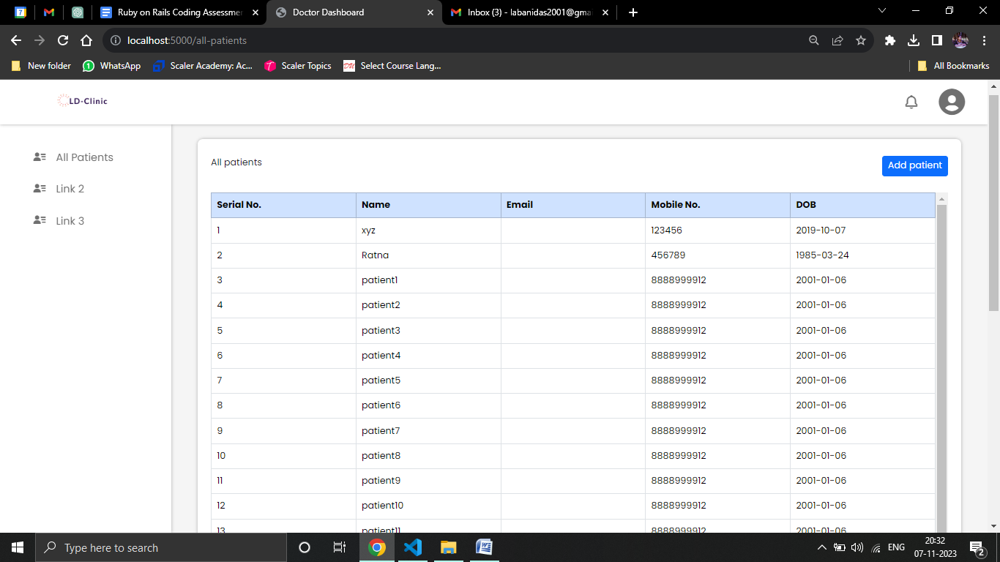 7
Ruby on Rails Coding Assessmen
Doctor Dashboard
Inbox (3) - labanidas2001@gma
localhost:5000/all-patients
New folder
WhatsApp
Scaler Academy: Ac...
Scaler Topics
DU
Select Course Lang...
All Bookmarks
LD-Clinic
All Patients
Link 2
Link 3
All patients
Add patient
Serial No. Name Email Mobile No. DOB
1 xyz 123456 2019-10-07
2 Ratna 456789 1985-03-24
3 patient1 8888999912 2001-01-06
4 patient2 8888999912 2001-01-06
5 patient3 8888999912 2001-01-06
6 patient4 8888999912 2001-01-06
7 patient5 8888999912 2001-01-06
8 patient6 8888999912 2001-01-06
9 patient7 8888999912 2001-01-06
10 patient8 8888999912 2001-01-06
11 patient9 8888999912 2001-01-06
12 patient10 8888999912 2001-01-06
13 patient11 8888999912 2001-01-06
Type here to search
ENG
20:32
07-11-2023
2